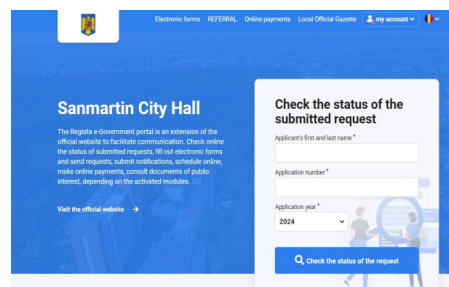 Electronic forms REFERRAL Online payments Local Official Gazette my account
Sanmartin City Hall
The Regista e-Government portal is an extension of the
official website to facilitate communication. Check online
the status of submitted requests, fill out electronic forms
and send requests, submit notifications, schedule online,
make online payments, consult documents of public
interest, depending on the activated modules.
Visit the official website
Check the status of the
submitted request
Applicant's first and last name *
Application number *
Application year *
2024
Check the status of the request